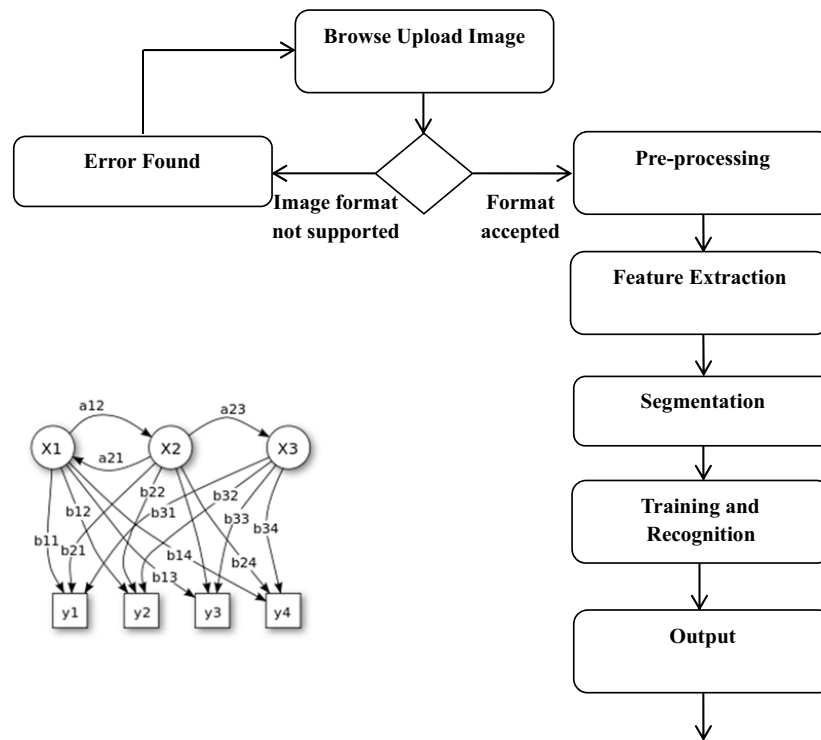 Browse Upload Image
Error Found
Pre-processing
Image format
not supported
Format
accepted
Feature Extraction
Segmentation
Training and
Recognition
Output
a12
a23
X1
X2
X3
a21
b11
b12
b21
b22
b31
b32
b33
b34
b14
b13
b24
y1
y2
y3
y4